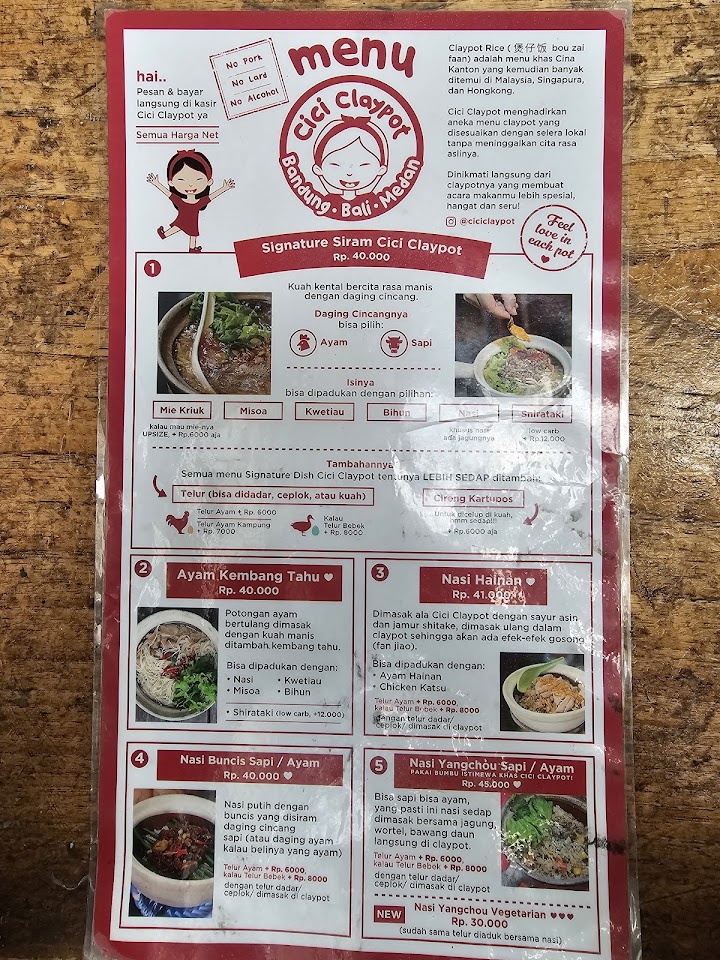 menu
hai..
Pesan & bayar
langsung di kasir
Cici Claypot ya
Semua Harga Net
No Pork
No Lard
No Alcohol
Cici Claypot
Bandung • Bali • Medan
Claypot Rice ( 煲仔饭 bou zai
faan) adalah menu khas Cina
Kanton yang kemudian banyak
ditemui di Malaysia, Singapura,
dan Hongkong.
Cici Claypot menghadirkan
aneka menu claypot yang
disesuaikan dengan selera lokal
tanpa meninggalkan cita rasa
aslinya.
Dinikmati langsung dari
claypotnya yang membuat
acara makanmu lebih spesial,
hangat dan seru!
@ciciclaypot
Feel
love in
each pot
Signature Siram Cici Claypot
Rp. 40.000
1
Kuah kental bercita rasa manis
dengan daging cincang.
Daging Cincangnya
bisa pilih:
Ayam
Sapi
Isinya
bisa dipadukan dengan pilihan:
Mie Kriuk
Misoa
Kwetiau
Bihun
Nasi
Shirataki
kalau mau mie-nya
UPSIZE, + Rp.6000 aja
khusus nasi
ada jagungnya
low carb
+ Rp.12.000
Tambahannya
Semua menu Signature Dish Cici Claypot tentunya LEBIH SEDAP ditambah:
Telur (bisa didadar, ceplok, atau kuah)
Cireng Kartupos
Telur Ayam + Rp. 6000
Telur Ayam Kampung
+ Rp. 7000
Kalau
Telur Bebek
+ Rp. 8000
Untuk dicelup di kuah,
hmm sedap!!!
+ Rp.6000 aja
2
Ayam Kembang Tahu ♥
Rp. 40.000
Potongan ayam
bertulang dimasak
dengan kuah manis
ditambah kembang tahu.
Bisa dipadukan dengan:
• Nasi • Kwetiau
• Misoa • Bihun
• Shirataki (low carb, +12.000)
3
Nasi Hainan ♥
Rp. 41.000
Dimasak ala Cici Claypot dengan sayur asin
dan jamur shitake, dimasak ulang dalam
claypot sehingga akan ada efek-efek gosong
(fan jiao).
Bisa dipadukan dengan:
• Ayam Hainan
• Chicken Katsu
Telur Ayam + Rp. 6000,
kalau Telur Bebek + Rp. 8000
dengan telur dadar/
ceplok/ dimasak di claypot
4
Nasi Buncis Sapi / Ayam
Rp. 40.000 ♥
Nasi putih dengan
buncis yang disiram
daging cincang
sapi (atau daging ayam
kalau belinya yang ayam)
Telur Ayam + Rp. 6000,
kalau Telur Bebek + Rp. 8000
dengan telur dadar/
ceplok/ dimasak di claypot
5
Nasi Yangchou Sapi / Ayam
PAKAI BUMBU ISTIMEWA KHAS CICI CLAYPOT!
Rp. 45.000 ♥
Bisa sapi bisa ayam,
yang pasti ini nasi sedap
dimasak bersama jagung,
wortel, bawang daun
langsung di claypot.
Telur Ayam + Rp. 6000,
kalau Telur Bebek + Rp. 8000
dengan telur dadar/
ceplok/ dimasak di claypot
NEW
Nasi Yangchou Vegetarian ♥♥♥
Rp. 30.000
(sudah sama telur diaduk bersama nasi)